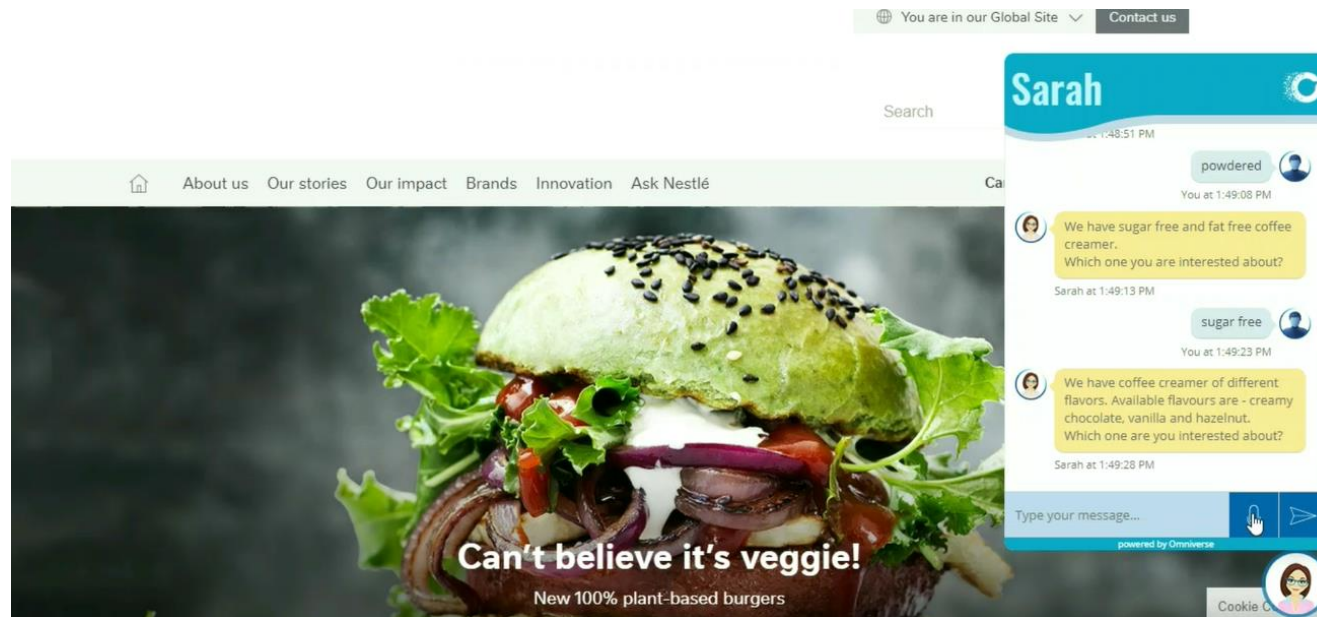 You are in our Global Site
Contact us
Search
About us Our stories Our impact Brands Innovation Ask Nestlé
Can't believe it's veggie!
New 100% plant-based burgers
Sarah
1:48:51 PM
powdered
You at 1:49:08 PM
We have sugar free and fat free coffee
creamer.
Which one you are interested about?
Sarah at 1:49:13 PM
sugar free
You at 1:49:23 PM
We have coffee creamer of different
flavors. Available flavours are - creamy
chocolate, vanilla and hazelnut.
Which one are you interested about?
Sarah at 1:49:28 PM
Type your message...
powered by Omniverse
Cookie